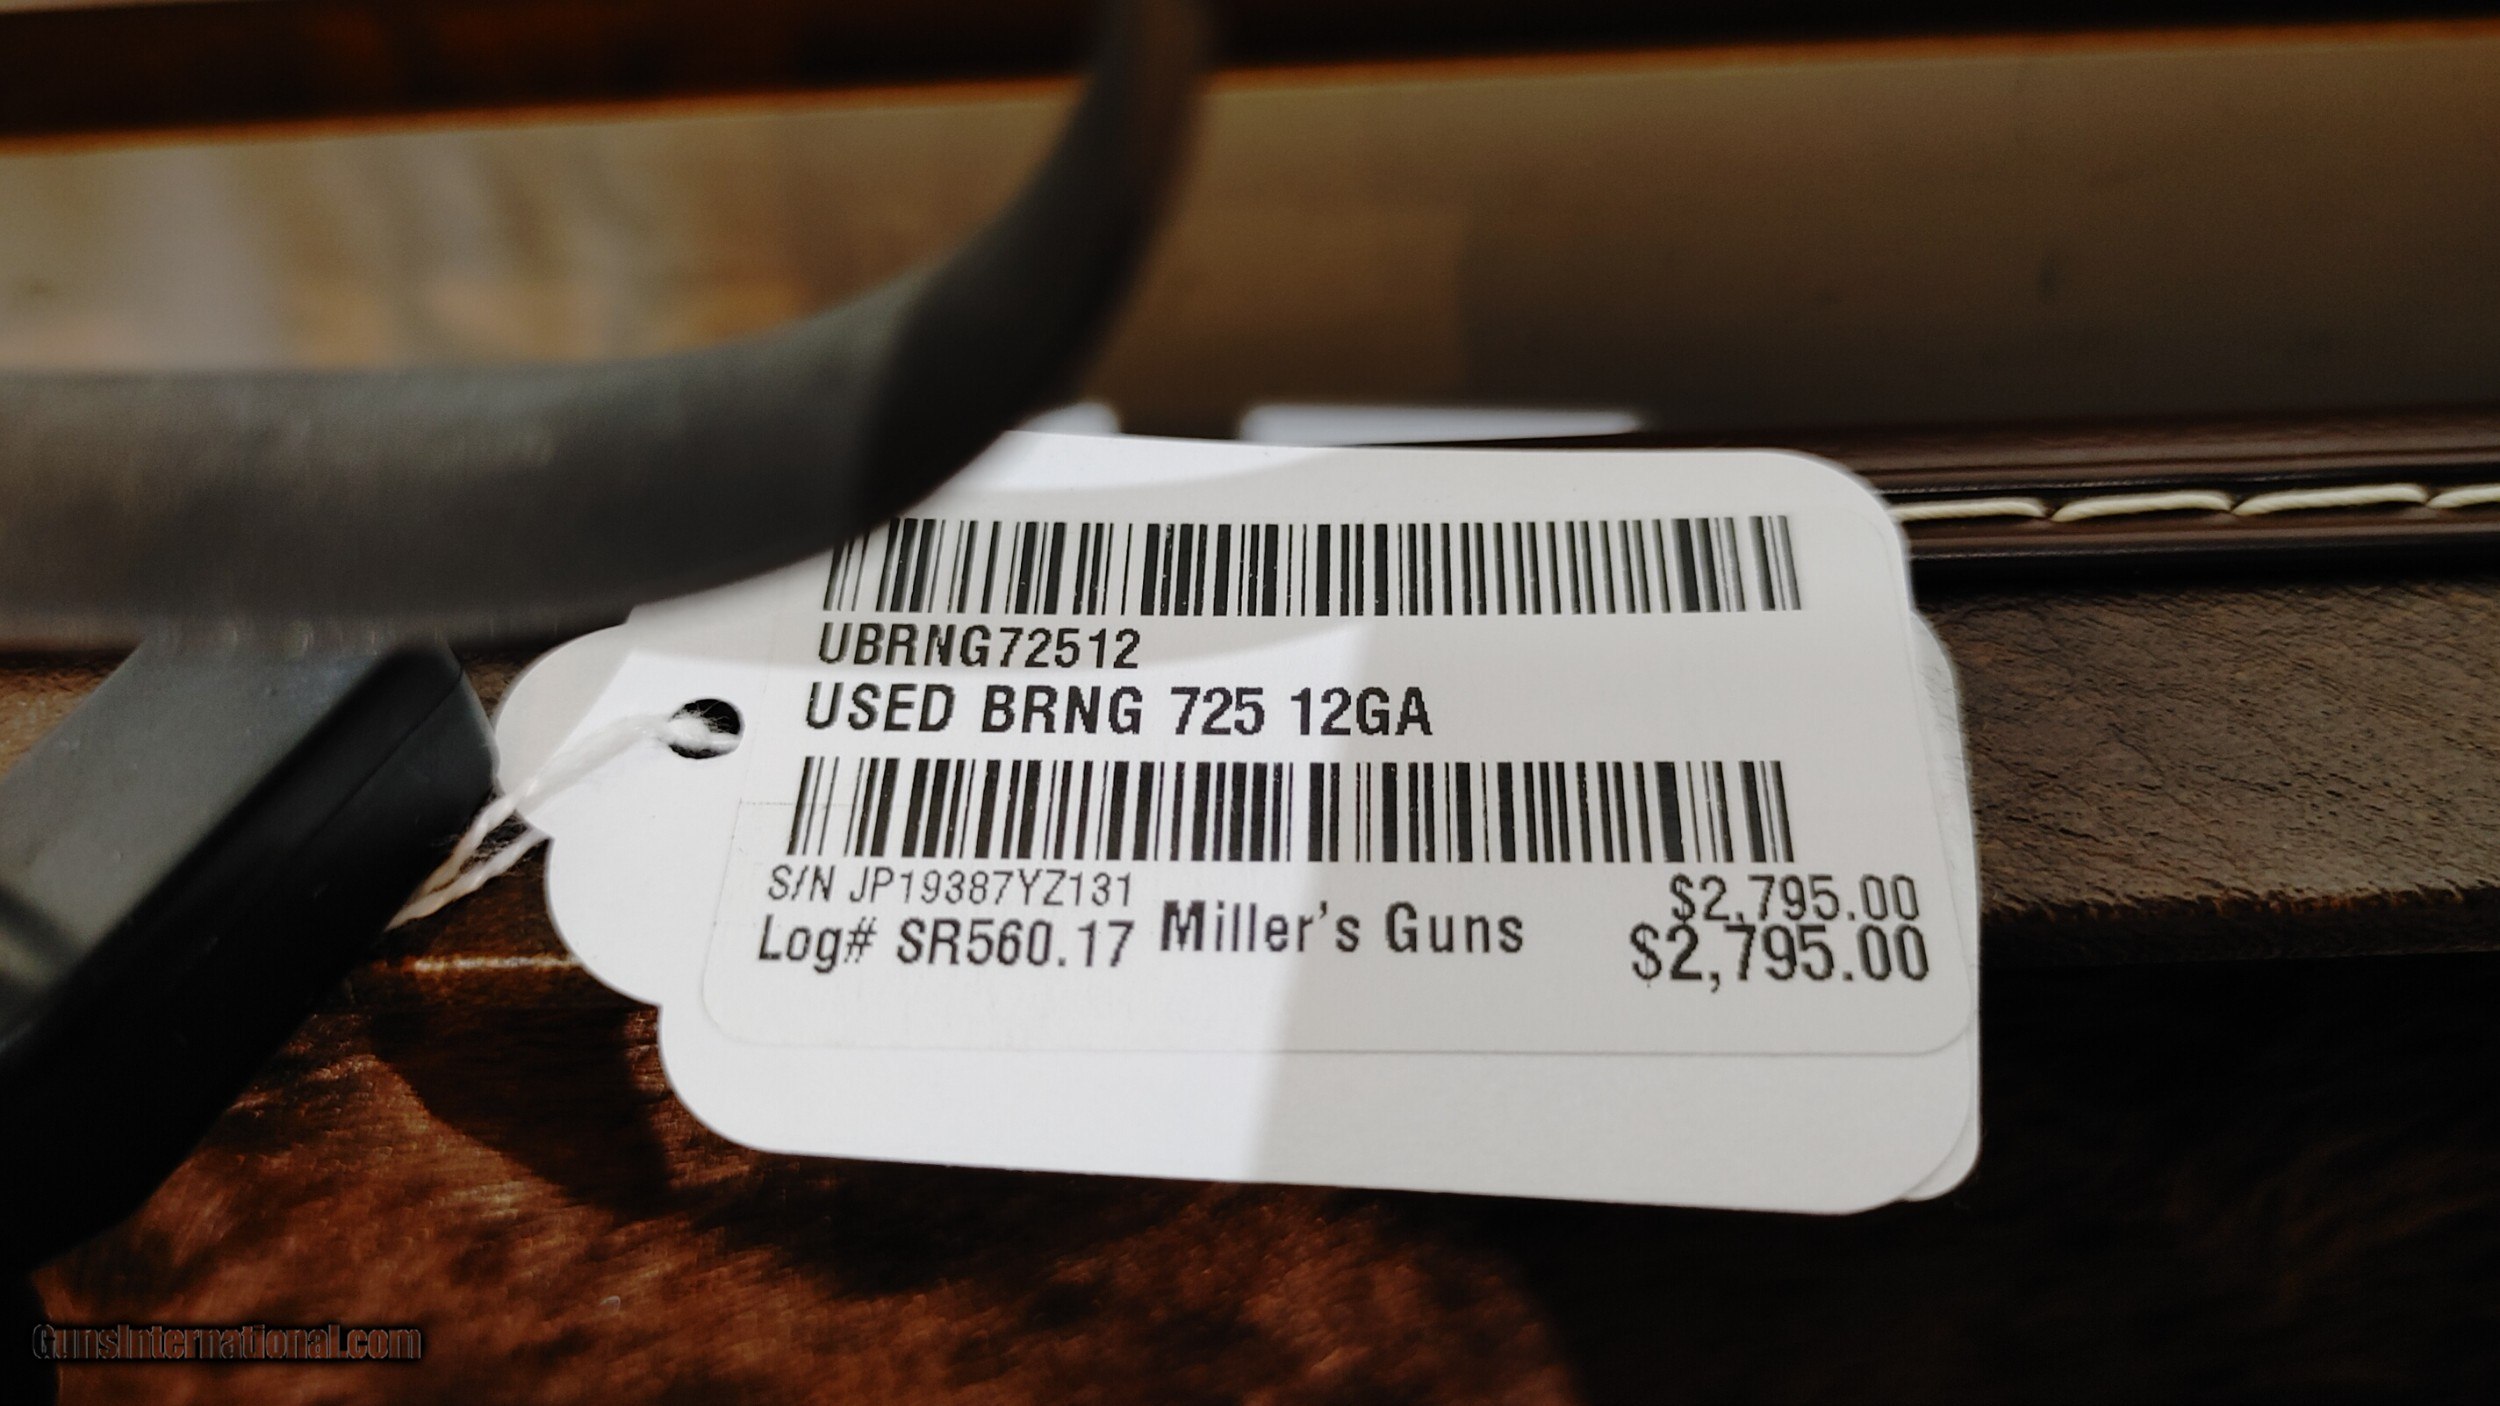 UBRNG72512
USED BRNG 725 12GA
S/N JP19387YZ131
$2,795.00
Log# SR560.17 Miller's Guns
$2,795.00
GunsInternational.com